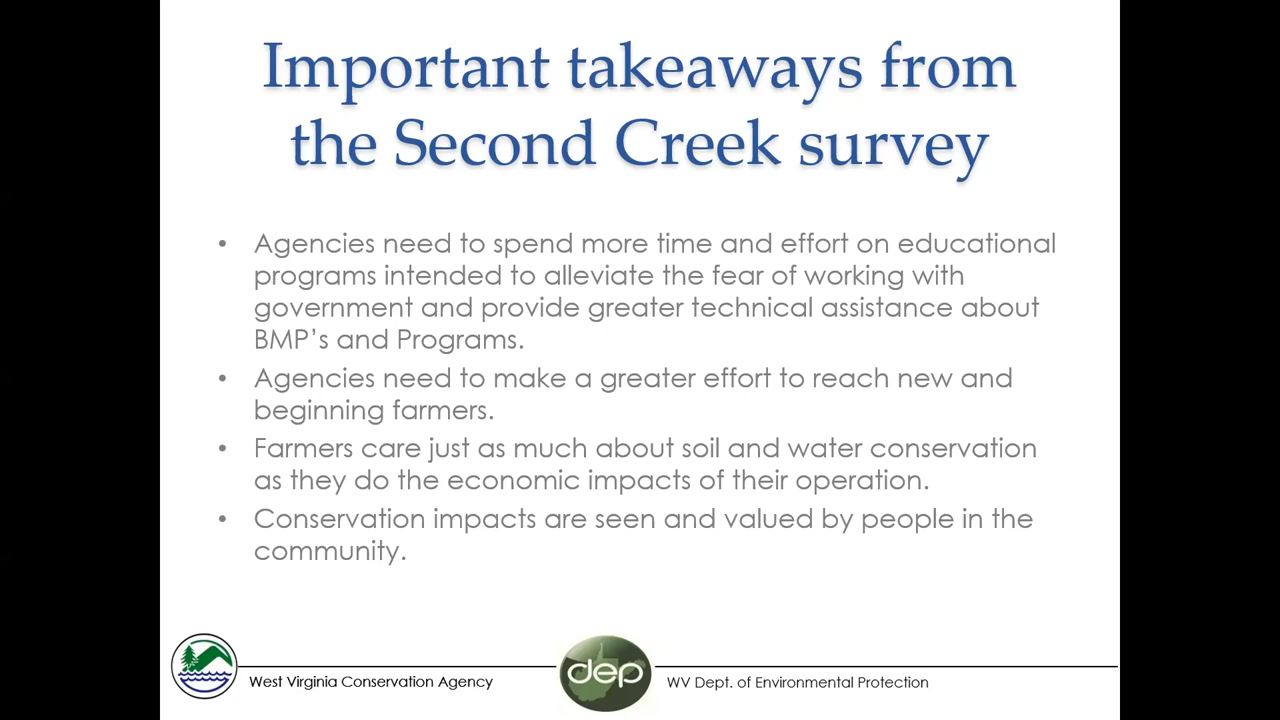 Important takeaways from
the Second Creek survey
• Agencies need to spend more time and effort on educational
programs intended to alleviate the fear of working with
government and provide greater technical assistance about
BMP’s and Programs.
• Agencies need to make a greater effort to reach new and
beginning farmers.
• Farmers care just as much about soil and water conservation
as they do the economic impacts of their operation.
• Conservation impacts are seen and valued by people in the
community.
West Virginia Conservation Agency
dep
WV Dept. of Environmental Protection